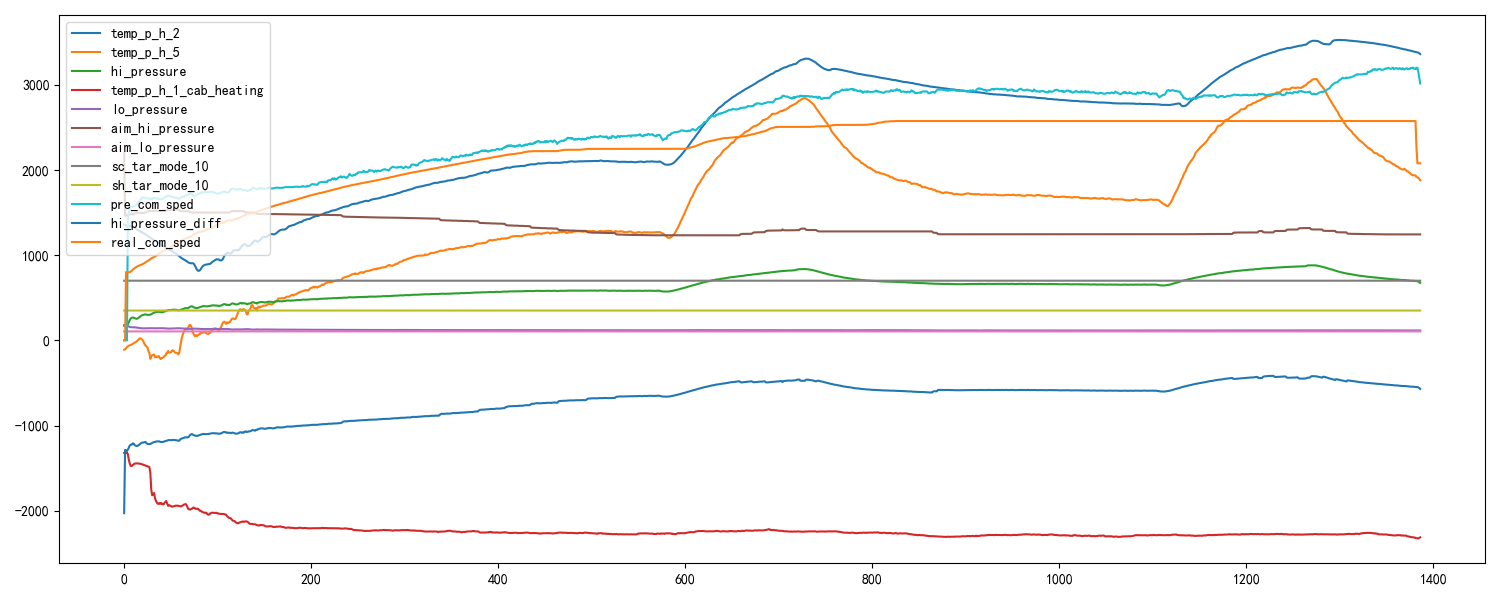 temp_p_h_2
temp_p_h_5
hi_pressure
temp_p_h_1_cab_heating
lo_pressure
aim_hi_pressure
aim_lo_pressure
sc_tar_mode_10
sh_tar_mode_10
pre_com_sped
hi_pressure_diff
real_com_sped
3000
2000
1000
0
−1000
−2000
0 200 400 600 800 1000 1200 1400